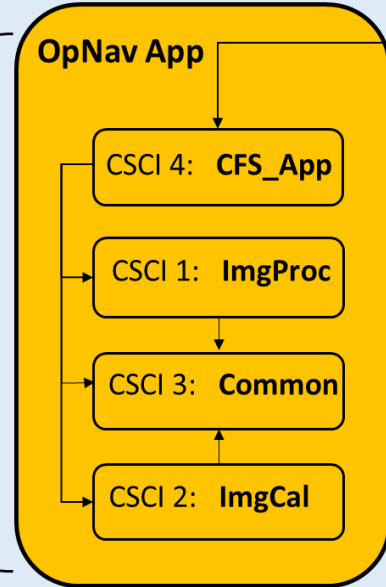 OpNav App
CSCI 4: CFS_App
CSCI 1: ImgProc
CSCI 3: Common
CSCI 2: ImgCal